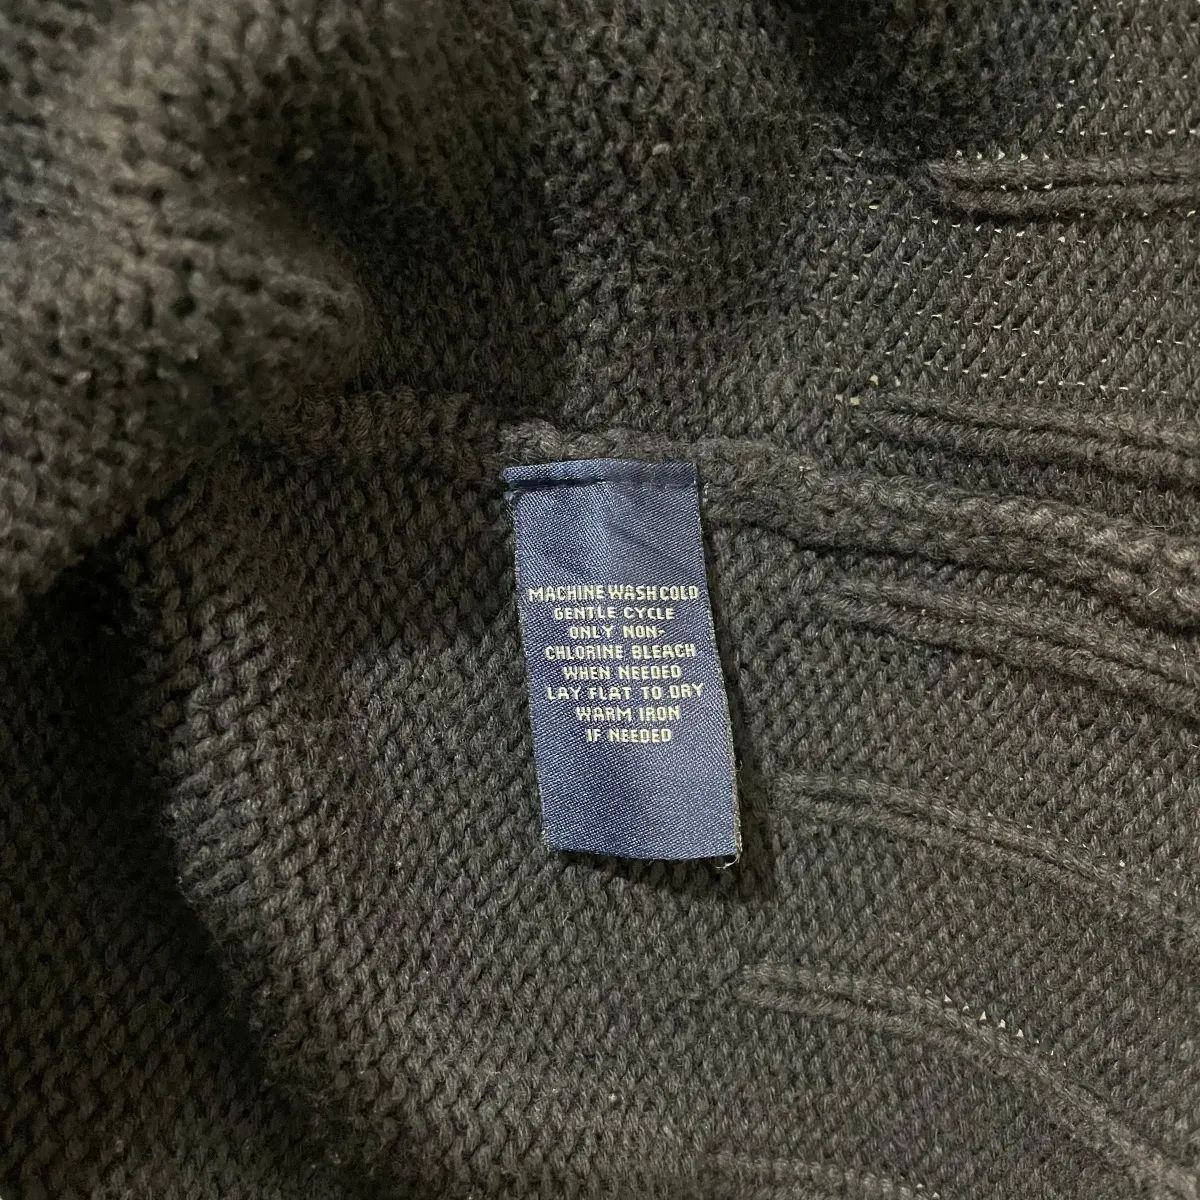 MACHINE WASH COLD
GENTLE CYCLE
ONLY NON-
CHLORINE BLEACH
WHEN NEEDED
LAY FLAT TO DRY
WARM IRON
IF NEEDED